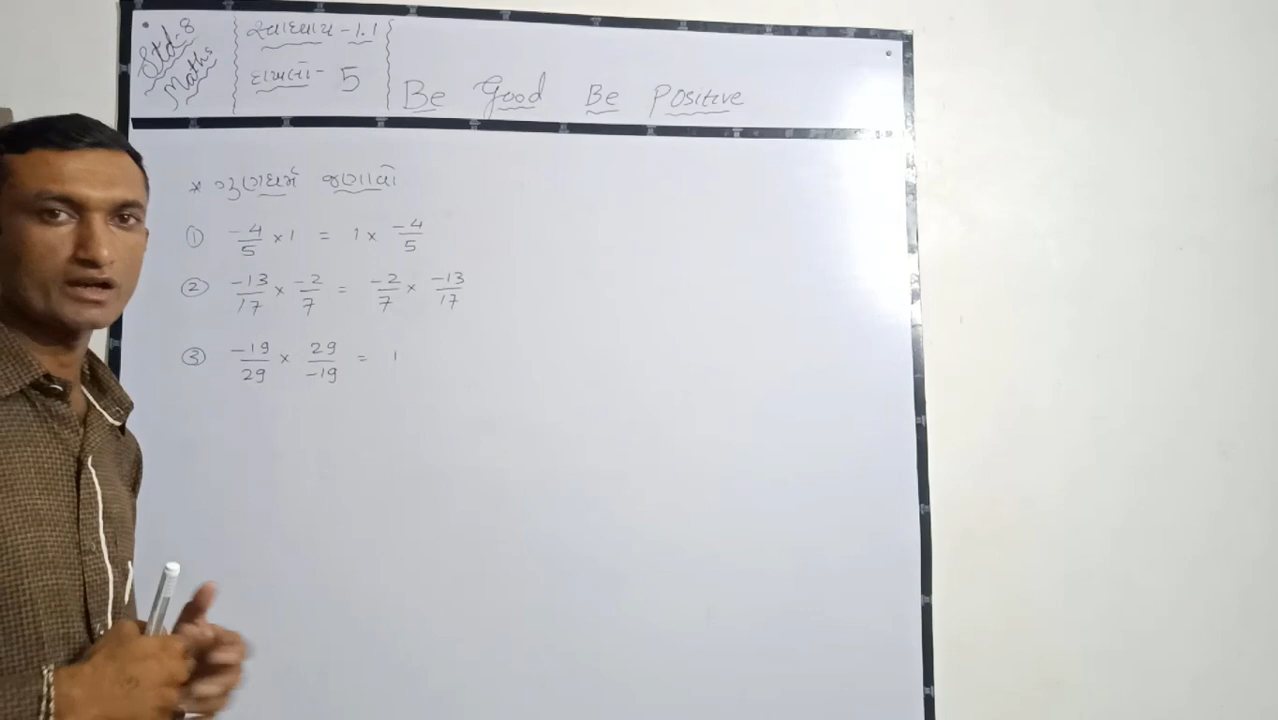 Std-8
Maths
સ્વાધ્યાય-1.1
દાખલો- 5
Be Good Be Positive
* ગુણધર્મ જણાવો
① -4/5 × 1 = 1 × -4/5
② -13/17 × -2/7 = -2/7 × -13/17
③ -19/29 × 29/-19 = 1